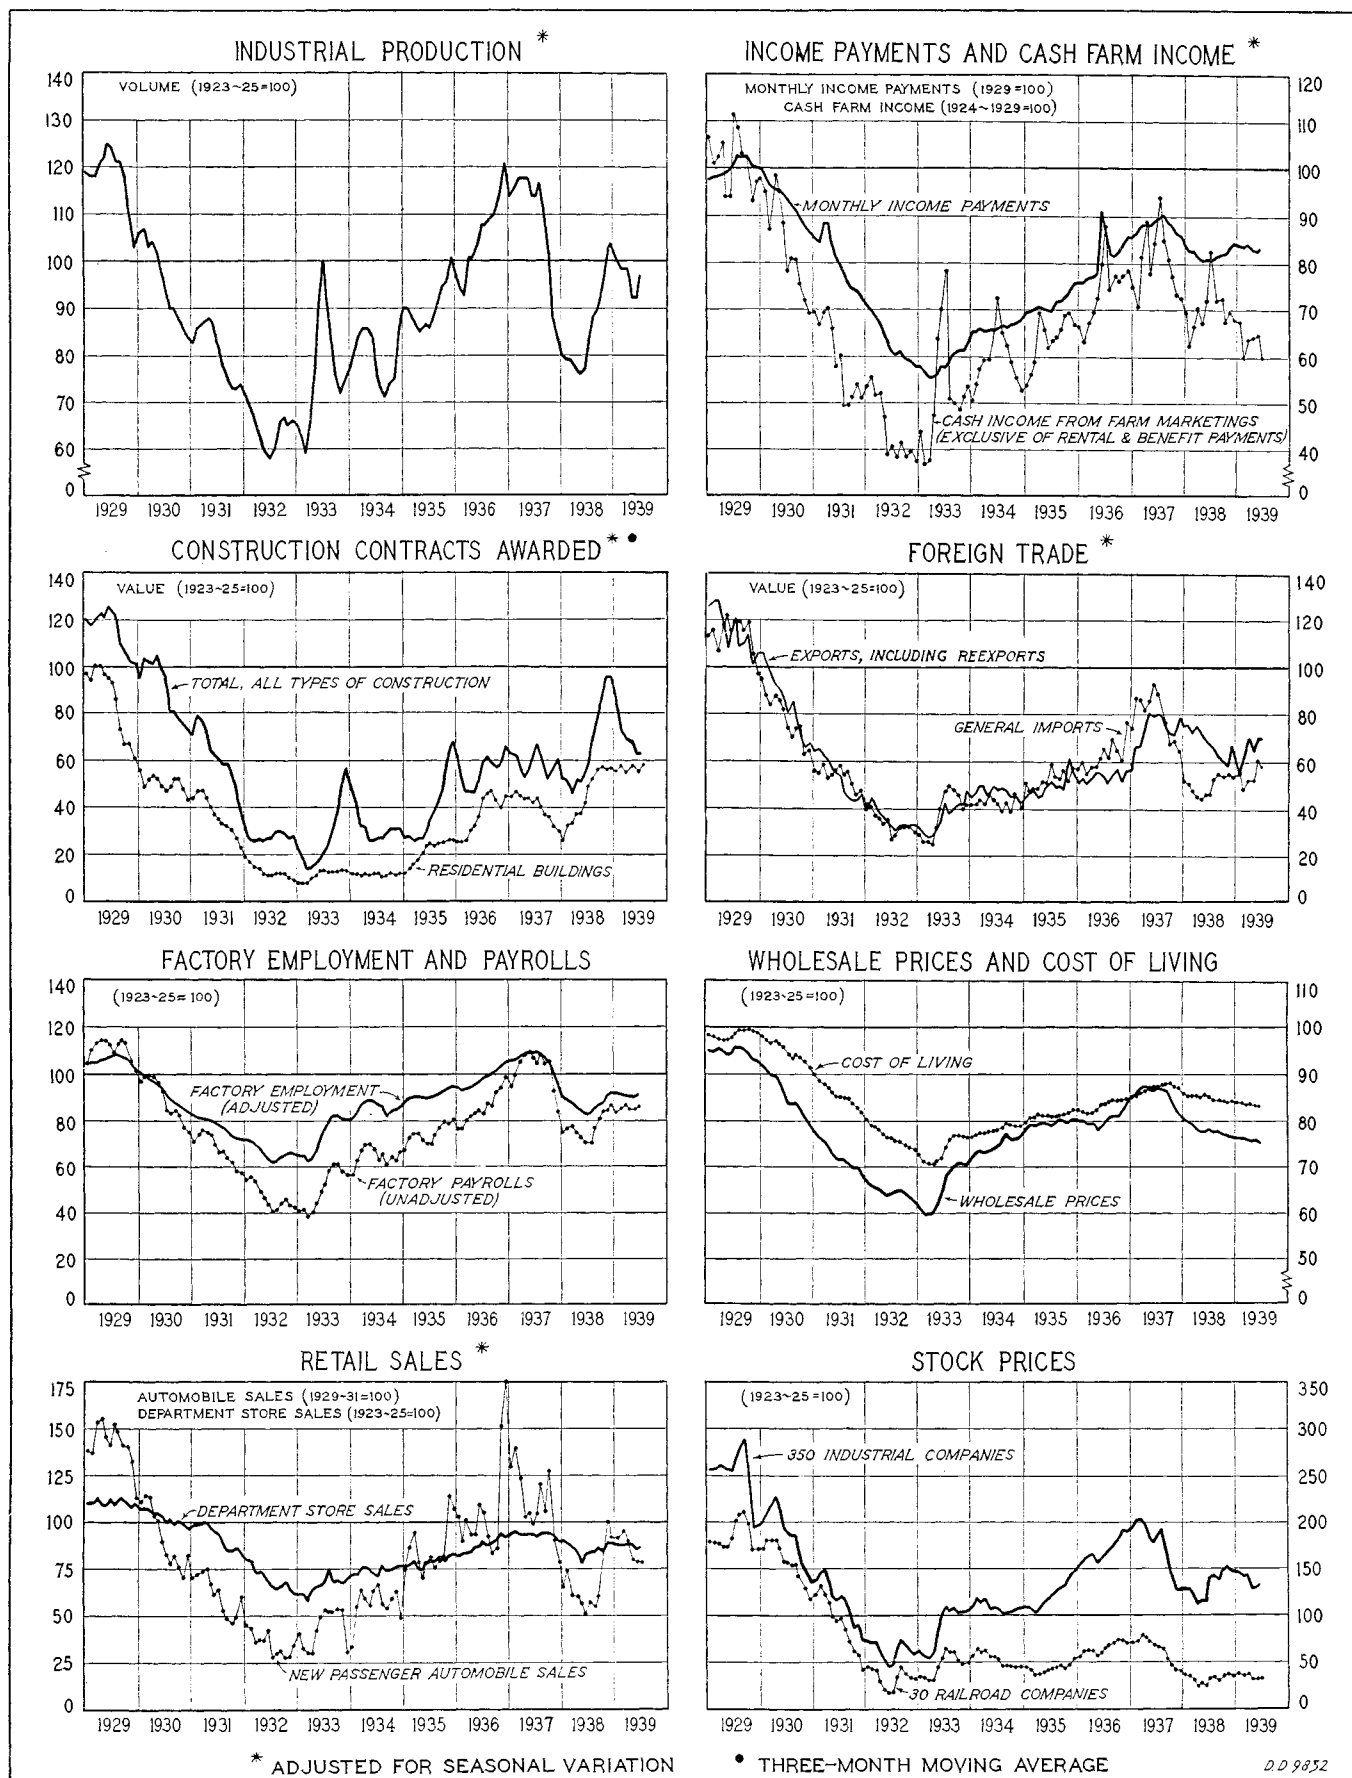 INDUSTRIAL PRODUCTION *
VOLUME (1923~25=100)
140
130
120
110
100
90
80
70
60
0
1929 1930 1931 1932 1933 1934 1935 1936 1937 1938 1939
INCOME PAYMENTS AND CASH FARM INCOME *
MONTHLY INCOME PAYMENTS (1929=100)
CASH FARM INCOME (1924~1929=100)
MONTHLY INCOME PAYMENTS
CASH INCOME FROM FARM MARKETINGS
(EXCLUSIVE OF RENTAL & BENEFIT PAYMENTS)
120
110
100
90
80
70
60
50
40
0
1929 1930 1931 1932 1933 1934 1935 1936 1937 1938 1939
CONSTRUCTION CONTRACTS AWARDED * •
VALUE (1923~25=100)
TOTAL, ALL TYPES OF CONSTRUCTION
RESIDENTIAL BUILDINGS
140
120
100
80
60
40
20
0
1929 1930 1931 1932 1933 1934 1935 1936 1937 1938 1939
FOREIGN TRADE *
VALUE (1923~25=100)
EXPORTS, INCLUDING REEXPORTS
GENERAL IMPORTS
140
120
100
80
60
40
20
0
1929 1930 1931 1932 1933 1934 1935 1936 1937 1938 1939
FACTORY EMPLOYMENT AND PAYROLLS
(1923~25=100)
FACTORY EMPLOYMENT
(ADJUSTED)
FACTORY PAYROLLS
(UNADJUSTED)
140
120
100
80
60
40
20
0
1929 1930 1931 1932 1933 1934 1935 1936 1937 1938 1939
WHOLESALE PRICES AND COST OF LIVING
(1923~25=100)
COST OF LIVING
WHOLESALE PRICES
110
100
90
80
70
60
50
0
1929 1930 1931 1932 1933 1934 1935 1936 1937 1938 1939
RETAIL SALES *
AUTOMOBILE SALES (1929~31=100)
DEPARTMENT STORE SALES (1923~25=100)
DEPARTMENT STORE SALES
NEW PASSENGER AUTOMOBILE SALES
175
150
125
100
75
50
25
0
1929 1930 1931 1932 1933 1934 1935 1936 1937 1938 1939
STOCK PRICES
(1923~25=100)
350 INDUSTRIAL COMPANIES
30 RAILROAD COMPANIES
350
300
250
200
150
100
50
0
1929 1930 1931 1932 1933 1934 1935 1936 1937 1938 1939
* ADJUSTED FOR SEASONAL VARIATION
• THREE-MONTH MOVING AVERAGE
D.D 9852